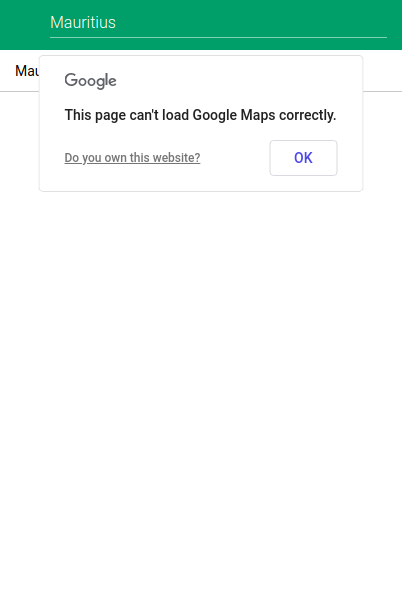 Mauritius
Mau
Google
This page can't load Google Maps correctly.
Do you own this website?
OK